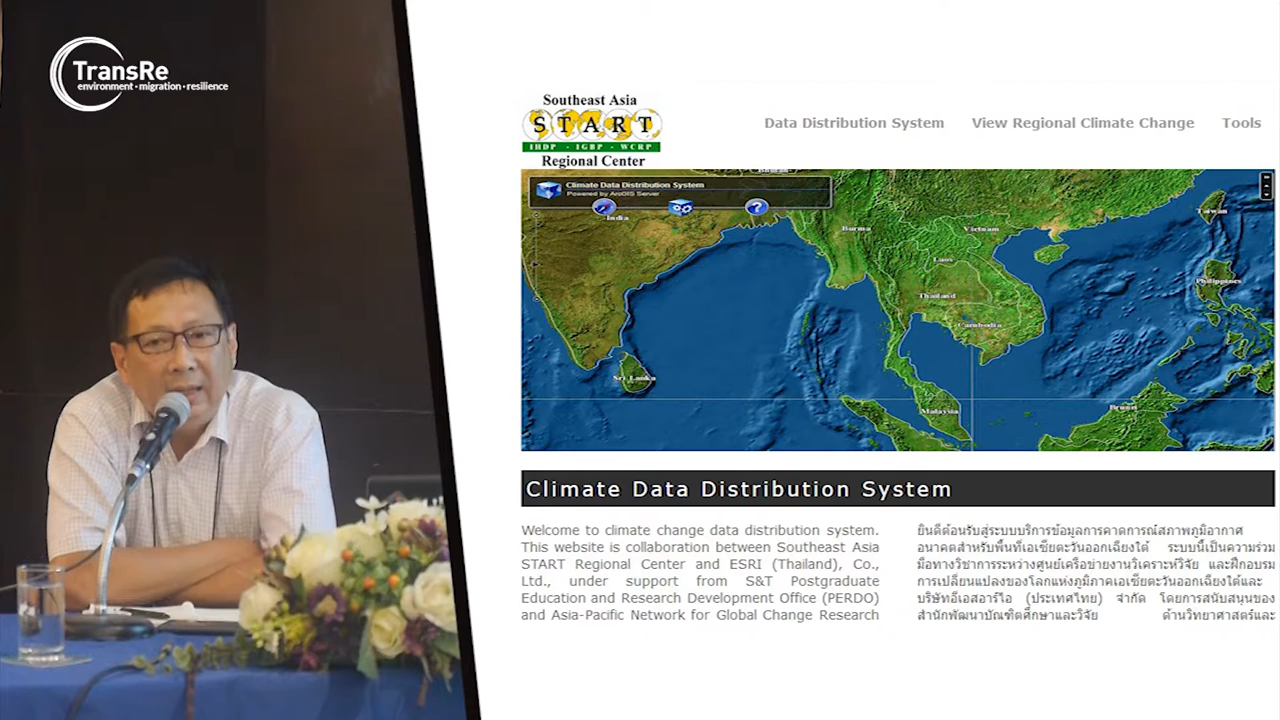 TransRe
environment · migration · resilience
Southeast Asia
START
IHDP · IGBP · WCRP
Regional Center
Data Distribution System View Regional Climate Change Tools
Bhutan
Climate Data Distribution System
Powered by ArcGIS Server
?
India
Taiwan
Burma
Vietnam
Laos
Thailand
Philippines
Cambodia
Sri Lanka
Malaysia
Brunei
Climate Data Distribution System
Welcome to climate change data distribution system.
This website is collaboration between Southeast Asia
START Regional Center and ESRI (Thailand), Co.,
Ltd., under support from S&T Postgraduate
Education and Research Development Office (PERDO)
and Asia-Pacific Network for Global Change Research
ยินดีต้อนรับสู่ระบบบริการข้อมูลการคาดการณ์สภาพภูมิอากาศ
อนาคตสำหรับพื้นที่เอเชียตะวันออกเฉียงใต้ ระบบนี้เป็นความร่วม
มือทางวิชาการระหว่างศูนย์เครือข่ายงานวิเคราะห์วิจัย และฝึกอบรม
การเปลี่ยนแปลงของโลกแห่งภูมิภาคเอเชียตะวันออกเฉียงใต้และ
บริษัทอีเอสอาร์ไอ (ประเทศไทย) จำกัด โดยการสนับสนุนของ
สำนักพัฒนาบัณฑิตศึกษาและวิจัย ด้านวิทยาศาสตร์และ